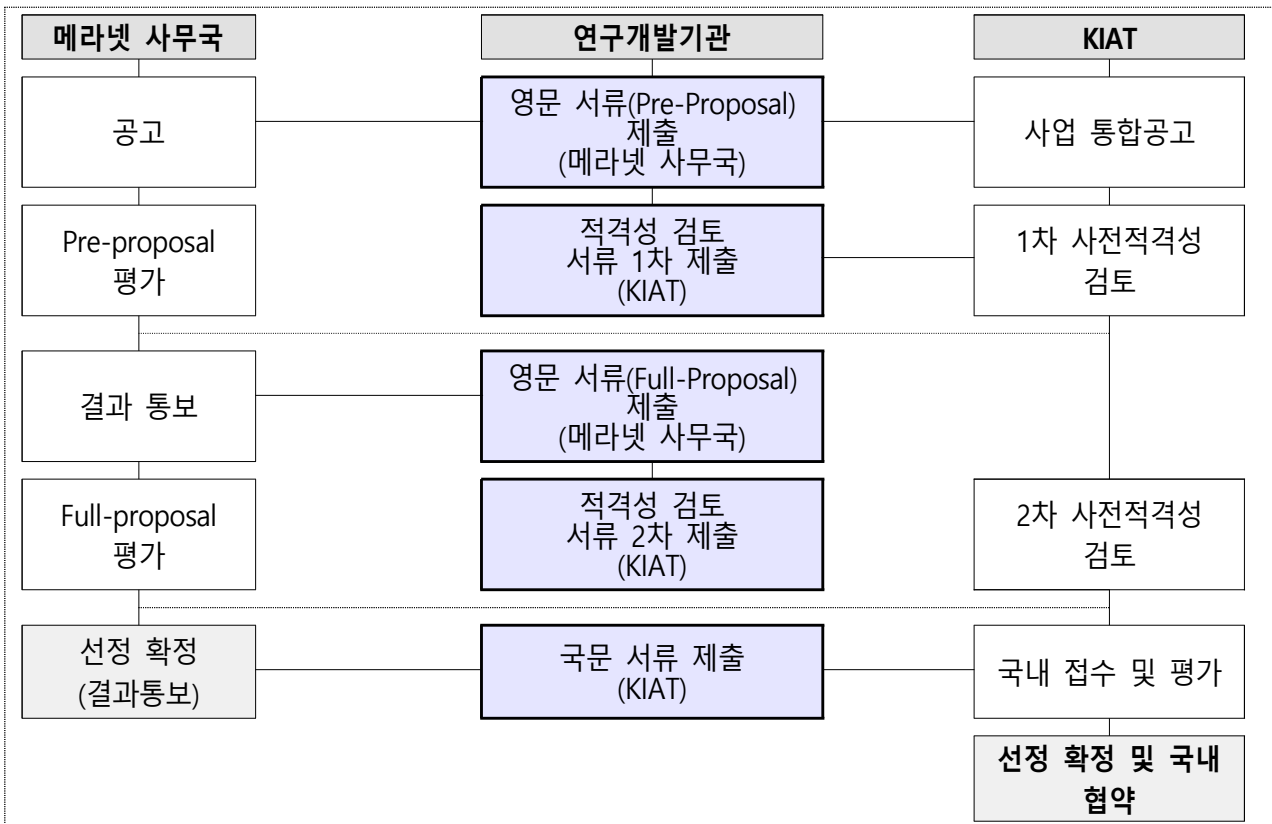 메라넷 사무국
연구개발기관
KIAT
공고
영문 서류(Pre-Proposal)
제출
(메라넷 사무국)
사업 통합공고
Pre-proposal
평가
적격성 검토
서류 1차 제출
(KIAT)
1차 사전적격성
검토
결과 통보
영문 서류(Full-Proposal)
제출
(메라넷 사무국)
Full-proposal
평가
적격성 검토
서류 2차 제출
(KIAT)
2차 사전적격성
검토
선정 확정
(결과통보)
국문 서류 제출
(KIAT)
국내 접수 및 평가
선정 확정 및 국내
협약